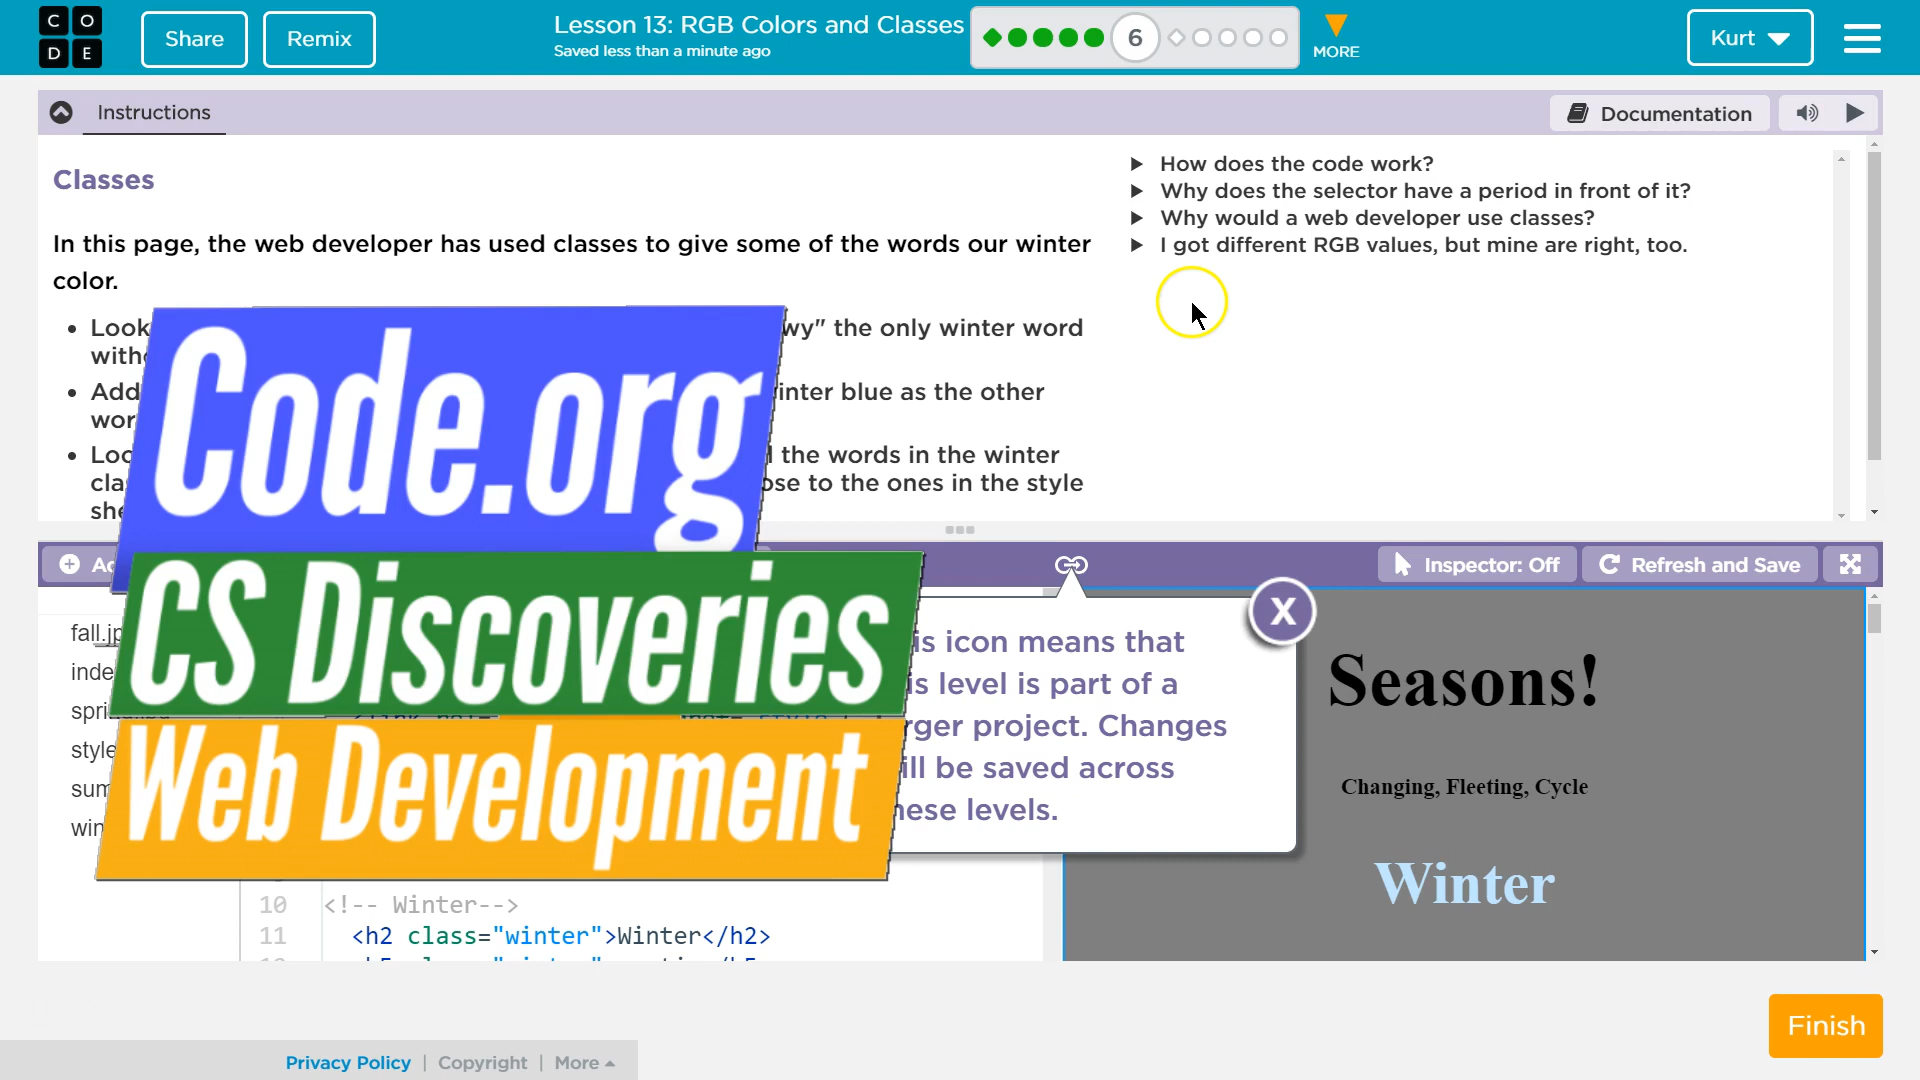 CODE
Share
Remix
Lesson 13: RGB Colors and Classes
Saved less than a minute ago
6
MORE
Kurt
Instructions
Documentation
Classes
In this page, the web developer has used classes to give some of the words our winter
color.
Look
wy" the only winter word
Add
inter blue as the other
the words in the winter
ose to the ones in the style
How does the code work?
Why does the selector have a period in front of it?
Why would a web developer use classes?
I got different RGB values, but mine are right, too.
Code.org
CS Discoveries
Web Development
Inspector: Off
Refresh and Save
X
is icon means that
is level is part of a
rger project. Changes
ill be saved across
hese levels.
Seasons!
Changing, Fleeting, Cycle
Winter
10 <!-- Winter-->
11 <h2 class="winter">Winter</h2>
Finish
Privacy Policy | Copyright | More